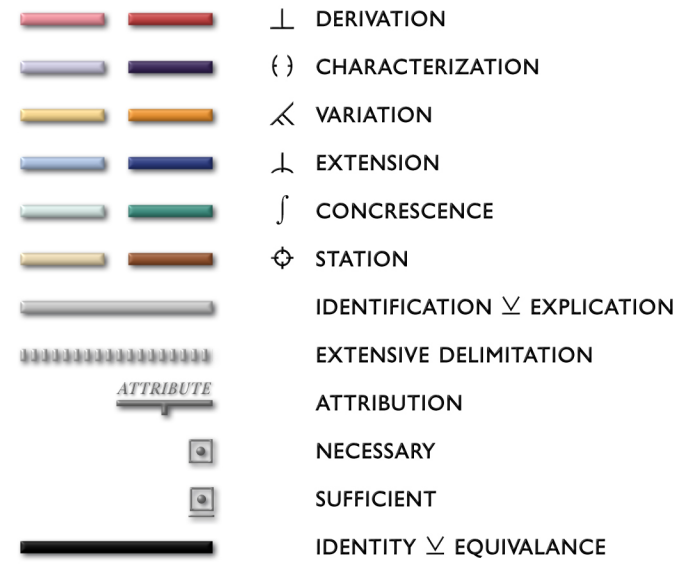 DERIVATION
CHARACTERIZATION
VARIATION
EXTENSION
CONCRESCENCE
STATION
IDENTIFICATION ⊻ EXPLICATION
EXTENSIVE DELIMITATION
ATTRIBUTE
ATTRIBUTION
NECESSARY
SUFFICIENT
IDENTITY ⊻ EQUIVALANCE